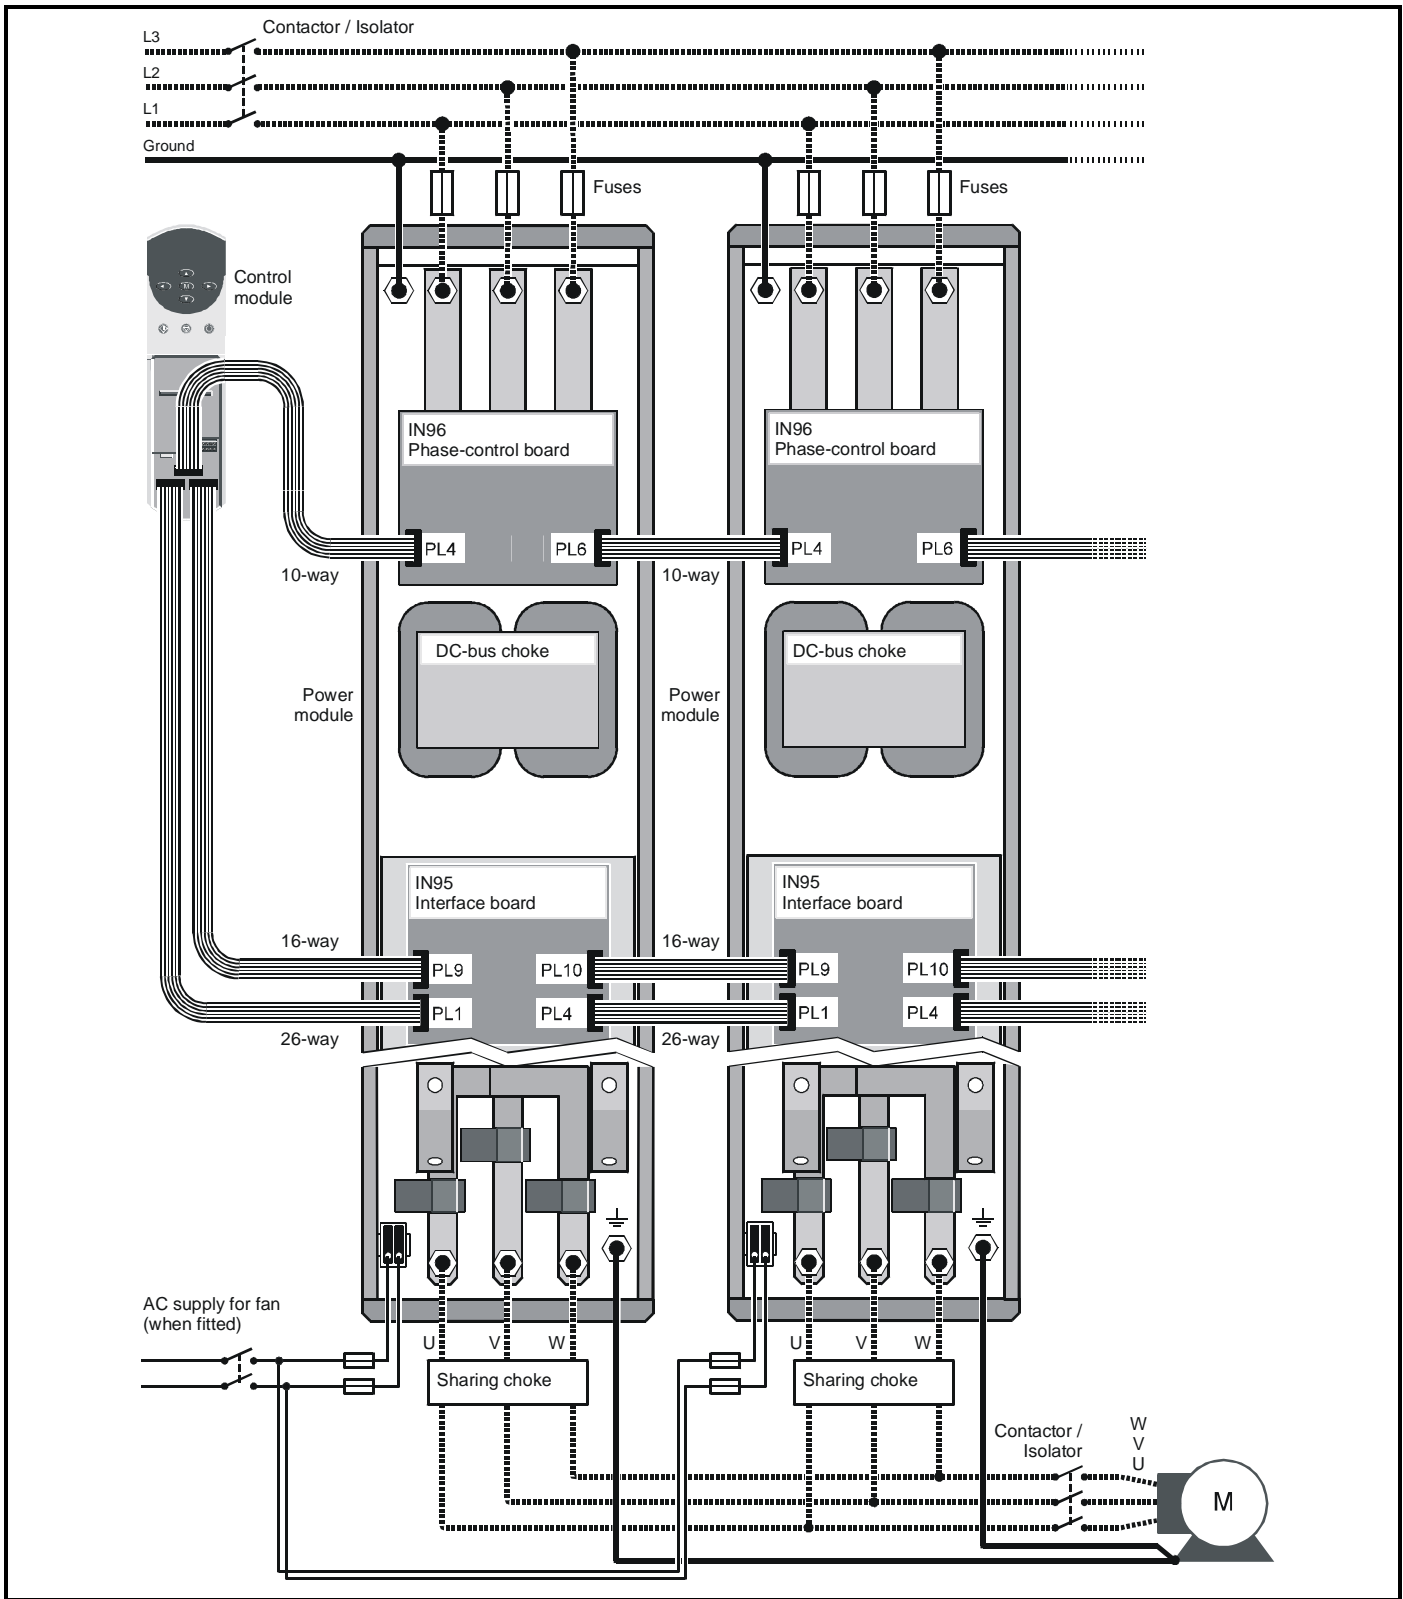 L3
Contactor / Isolator
L2
L1
Ground
Fuses
Fuses
Control
module
M
IN96
Phase-control board
IN96
Phase-control board
PL4
PL6
PL4
PL6
10-way
10-way
DC-bus choke
DC-bus choke
Power
module
Power
module
IN95
Interface board
IN95
Interface board
16-way
16-way
PL9
PL10
PL9
PL10
PL1
PL4
PL1
PL4
26-way
26-way
AC supply for fan
(when fitted)
U
V
W
U
V
W
Sharing choke
Sharing choke
Contactor /
Isolator
W
V
U
M